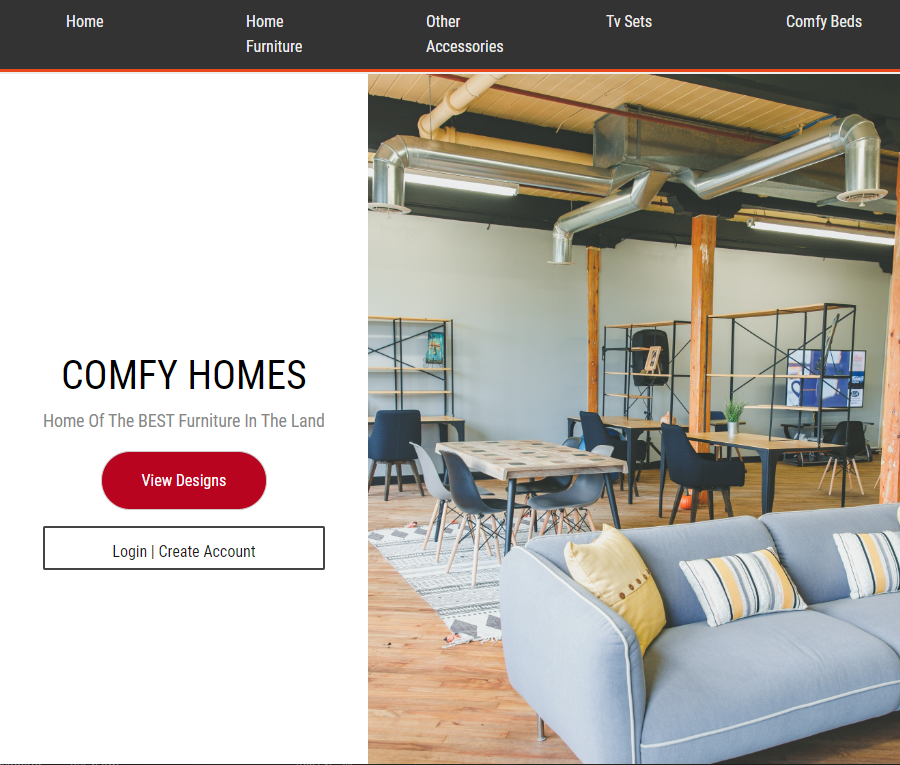 Home
Home
Furniture
Other
Accessories
Tv Sets
Comfy Beds
COMFY HOMES
Home Of The BEST Furniture In The Land
View Designs
Login | Create Account